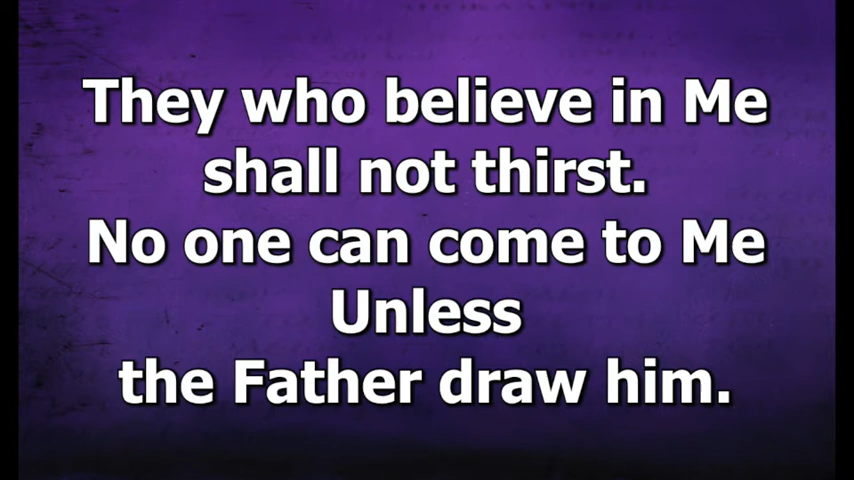 They who believe in Me
shall not thirst.
No one can come to Me
Unless
the Father draw him.